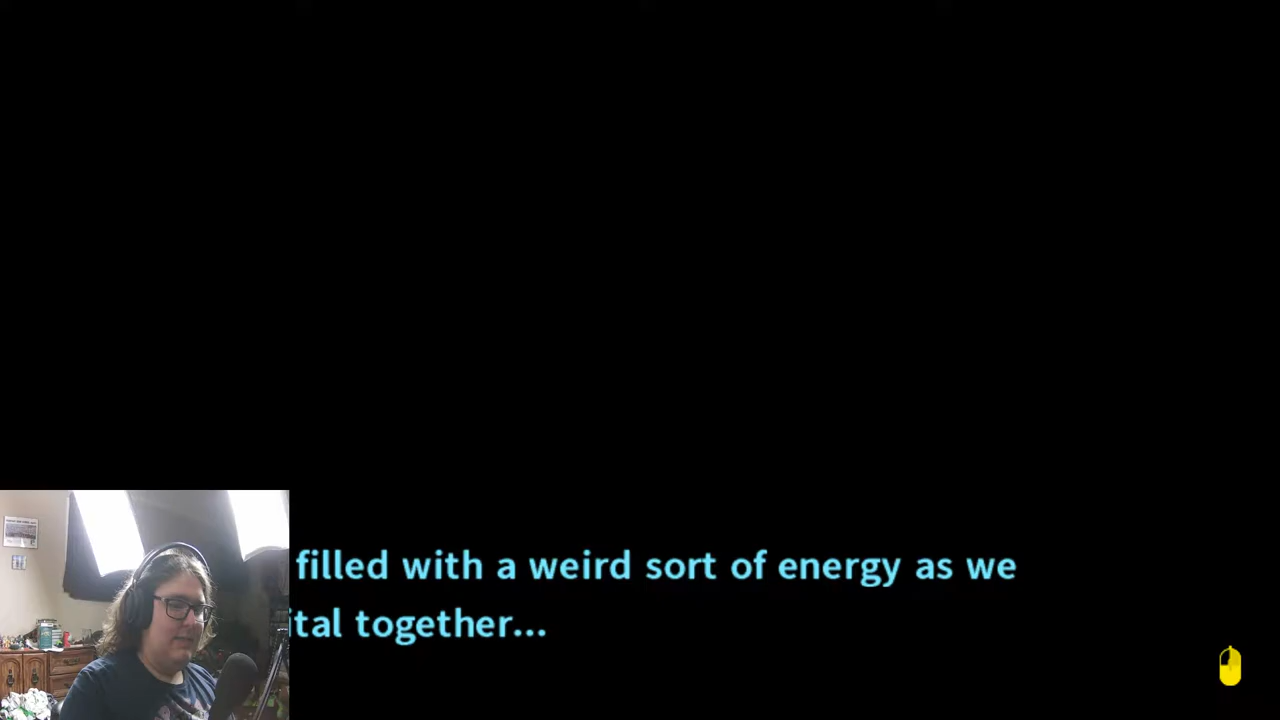 filled with a weird sort of energy as we
ital together...